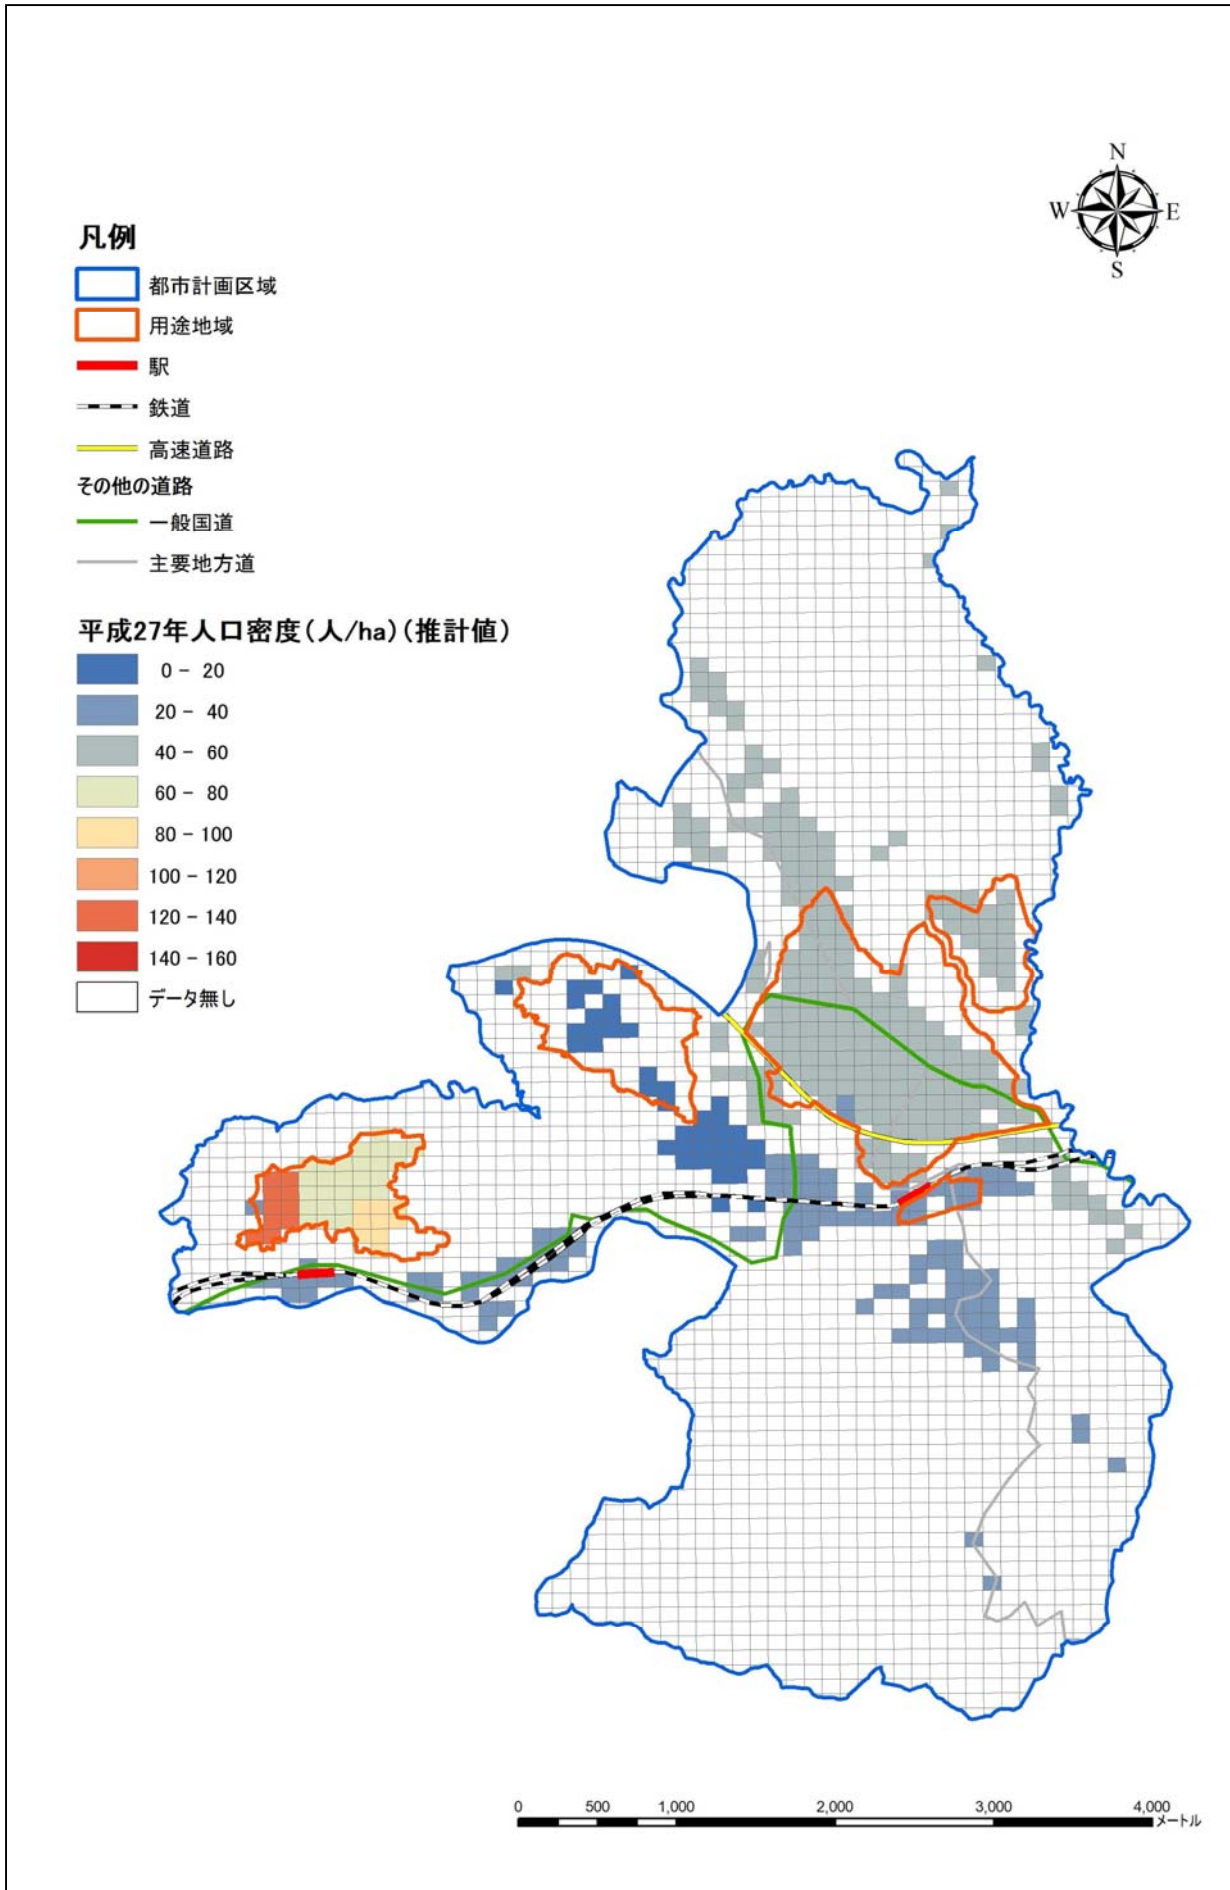 N
W
E
S
凡例
都市計画区域
用途地域
駅
鉄道
高速道路
その他の道路
一般国道
主要地方道
平成27年人口密度(人/ha)(推計値)
0 - 20
20 - 40
40 - 60
60 - 80
80 - 100
100 - 120
120 - 140
140 - 160
データ無し
0 500 1,000 2,000 3,000 4,000
メートル